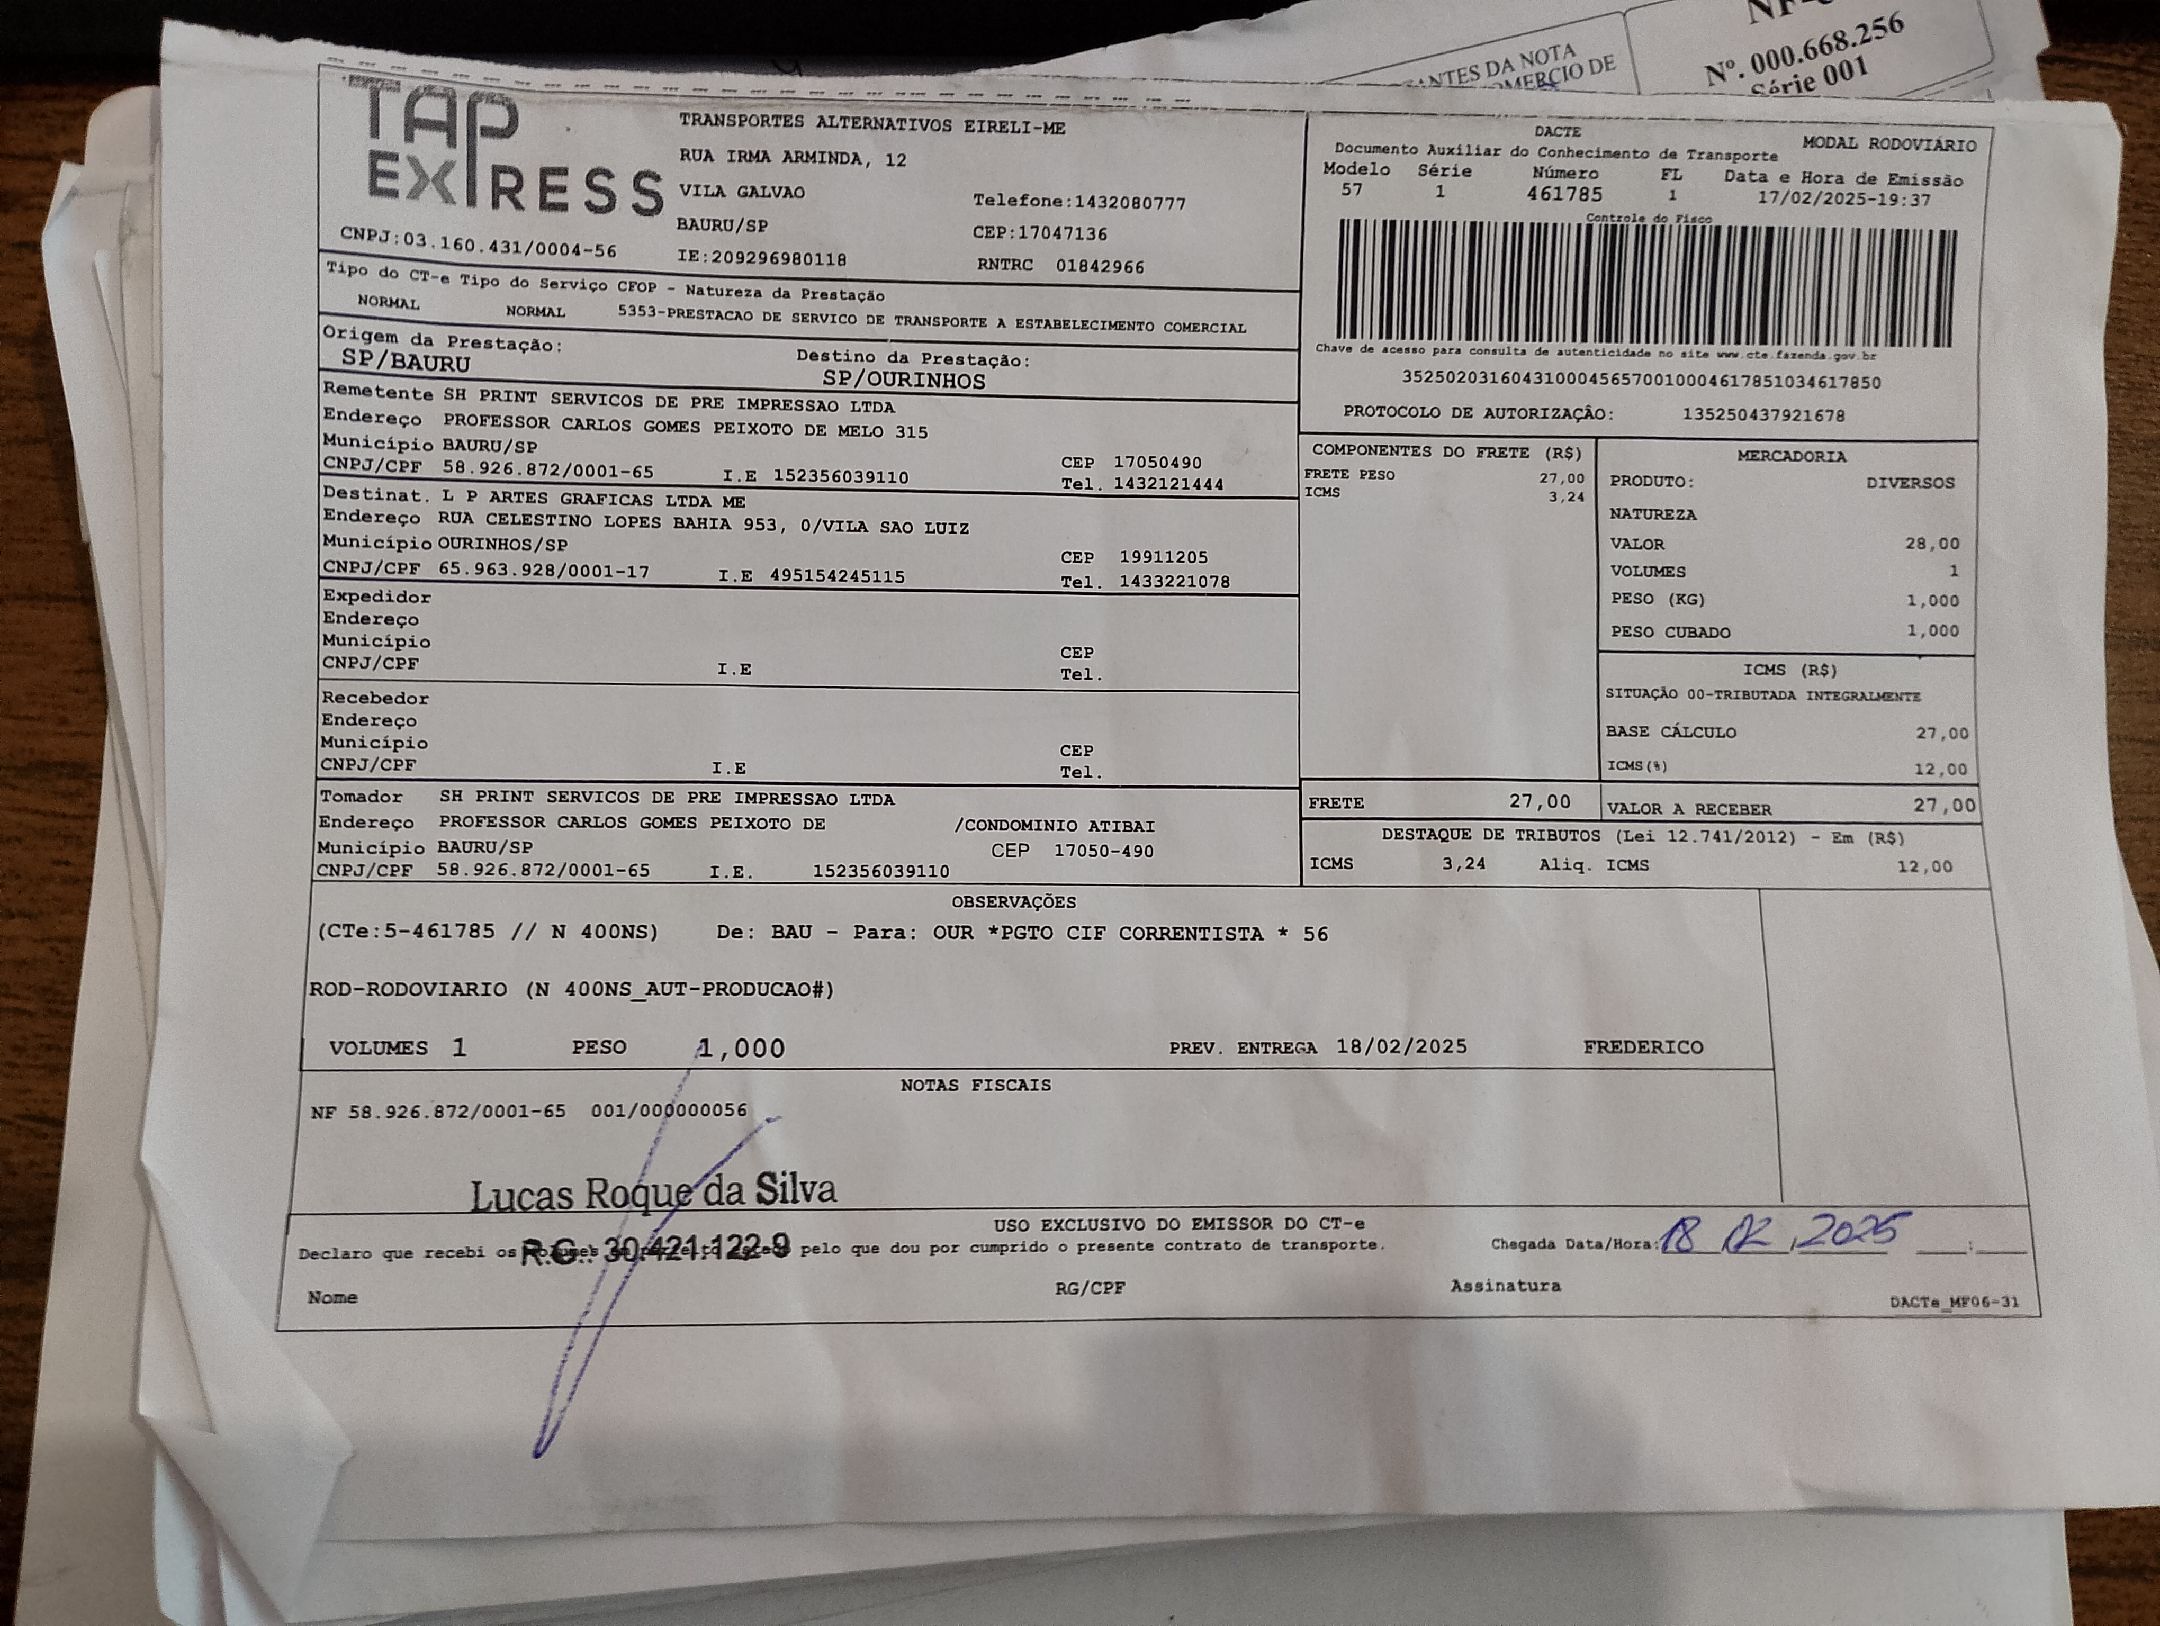 NF-
Nº. 000.668.256
Série 001
ANTES DA NOTA
OMERCIO DE
TAP EXPRESS
TRANSPORTES ALTERNATIVOS EIRELI-ME
RUA IRMA ARMINDA, 12
VILA GALVAO Telefone:1432080777
BAURU/SP CEP:17047136
CNPJ:03.160.431/0004-56 IE:209296980118 RNTRC 01842966
DACTE MODAL RODOVIÁRIO
Documento Auxiliar do Conhecimento de Transporte
Modelo Série Número FL Data e Hora de Emissão
57 1 461785 1 17/02/2025-19:37
Controle do Fisco
Chave de acesso para consulta de autenticidade no site www.cte.fazenda.gov.br
35250203160431000456570010004617851034617850
PROTOCOLO DE AUTORIZAÇÂO: 135250437921678
Tipo do CT-e Tipo do Serviço CFOP - Natureza da Prestação
NORMAL NORMAL 5353-PRESTACAO DE SERVICO DE TRANSPORTE A ESTABELECIMENTO COMERCIAL
Origem da Prestação: Destino da Prestação:
SP/BAURU SP/OURINHOS
Remetente SH PRINT SERVICOS DE PRE IMPRESSAO LTDA
Endereço PROFESSOR CARLOS GOMES PEIXOTO DE MELO 315
Município BAURU/SP CEP 17050490
CNPJ/CPF 58.926.872/0001-65 I.E 152356039110 Tel. 1432121444
Destinat. L P ARTES GRAFICAS LTDA ME
Endereço RUA CELESTINO LOPES BAHIA 953, 0/VILA SAO LUIZ
Município OURINHOS/SP CEP 19911205
CNPJ/CPF 65.963.928/0001-17 I.E 495154245115 Tel. 1433221078
Expedidor
Endereço
Município CEP
CNPJ/CPF I.E Tel.
Recebedor
Endereço
Município CEP
CNPJ/CPF I.E Tel.
Tomador SH PRINT SERVICOS DE PRE IMPRESSAO LTDA
Endereço PROFESSOR CARLOS GOMES PEIXOTO DE /CONDOMINIO ATIBAI
Município BAURU/SP CEP 17050-490
CNPJ/CPF 58.926.872/0001-65 I.E. 152356039110
COMPONENTES DO FRETE (R$)
FRETE PESO 27,00
ICMS 3,24
MERCADORIA
PRODUTO: DIVERSOS
NATUREZA
VALOR 28,00
VOLUMES 1
PESO (KG) 1,000
PESO CUBADO 1,000
ICMS (R$)
SITUAÇÃO 00-TRIBUTADA INTEGRALMENTE
BASE CÁLCULO 27,00
ICMS(%) 12,00
FRETE 27,00 VALOR A RECEBER 27,00
DESTAQUE DE TRIBUTOS (Lei 12.741/2012) - Em (R$)
ICMS 3,24 Aliq. ICMS 12,00
OBSERVAÇÕES
(CTe:5-461785 // N 400NS) De: BAU - Para: OUR *PGTO CIF CORRENTISTA * 56
ROD-RODOVIARIO (N 400NS_AUT-PRODUCAO#)
VOLUMES 1 PESO 1,000 PREV. ENTREGA 18/02/2025 FREDERICO
NOTAS FISCAIS
NF 58.926.872/0001-65 001/000000056
Lucas Roque da Silva
R.G.: 30.421.122-9
USO EXCLUSIVO DO EMISSOR DO CT-e
Declaro que recebi os pelo que dou por cumprido o presente contrato de transporte. Chegada Data/Hora: 18 02 2025 :
Nome RG/CPF Assinatura
DACTe_MF06-31